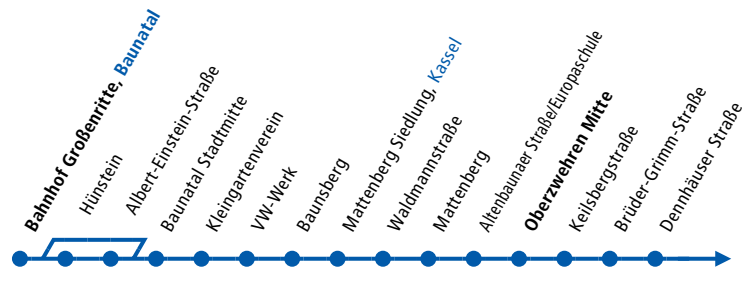 Bahnhof Großenritte, Baunatal
Hünstein
Albert-Einstein-Straße
Baunatal Stadtmitte
Kleingartenverein
VW-Werk
Baunsberg
Mattenberg Siedlung, Kassel
Waldmannstraße
Mattenberg
Altenbaunaer Straße/Europaschule
Oberzwehren Mitte
Keilsbergstraße
Brüder-Grimm-Straße
Dennhäuser Straße